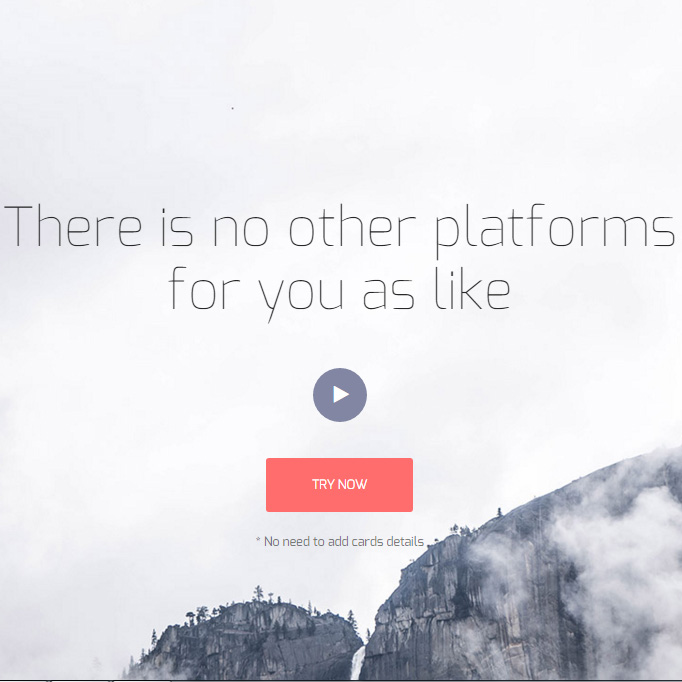 There is no other platforms
for you as like
TRY NOW
* No need to add cards details